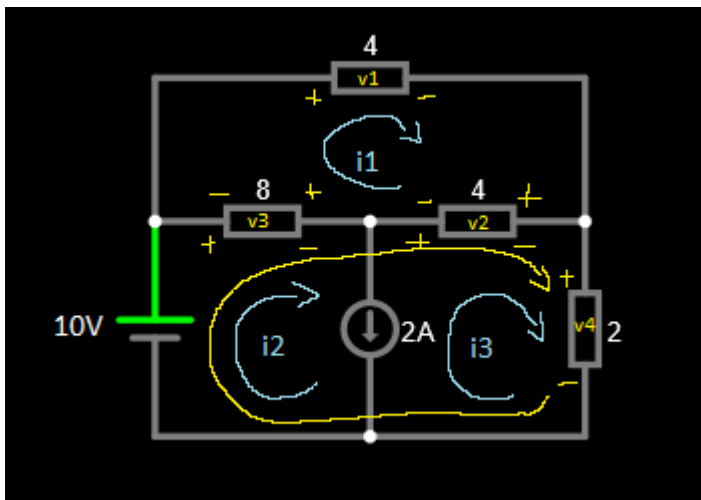 4
v1
+ -
i1
- 8 + - 4 +
v3 v2
+ - + -
+
10V 2A v4 2
i2 i3
-